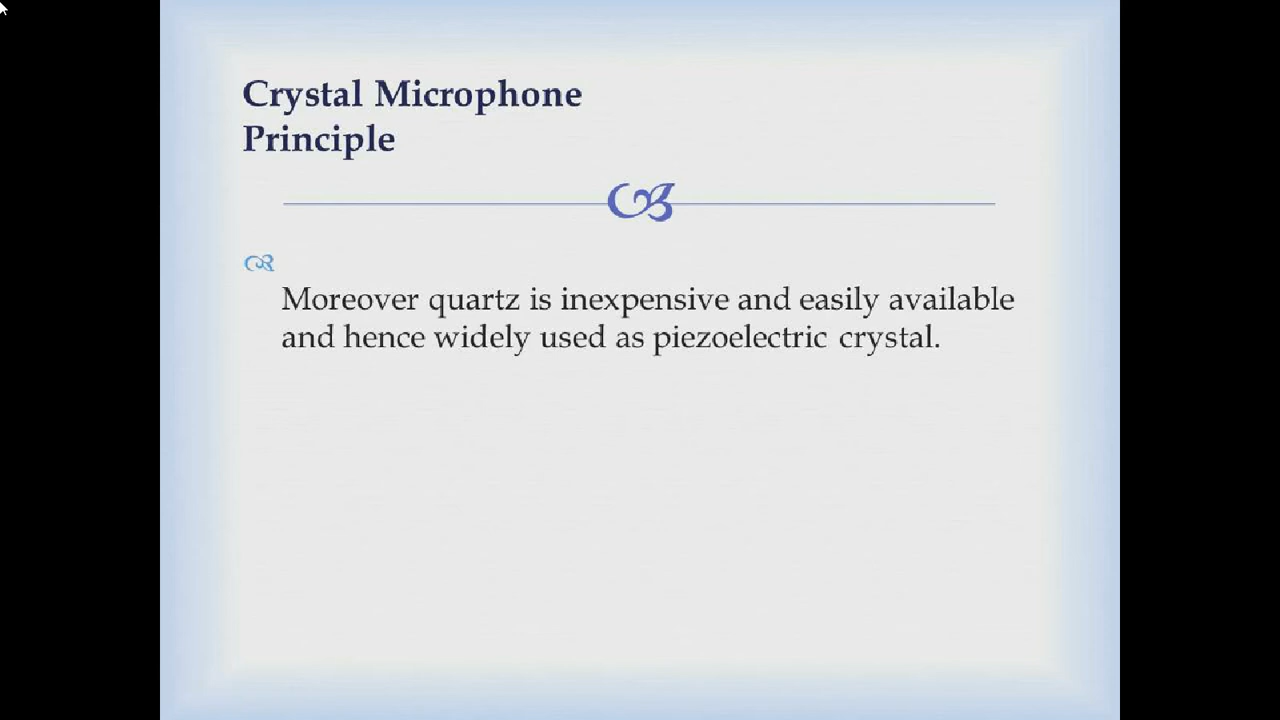 Crystal Microphone
Principle
Moreover quartz is inexpensive and easily available
and hence widely used as piezoelectric crystal.